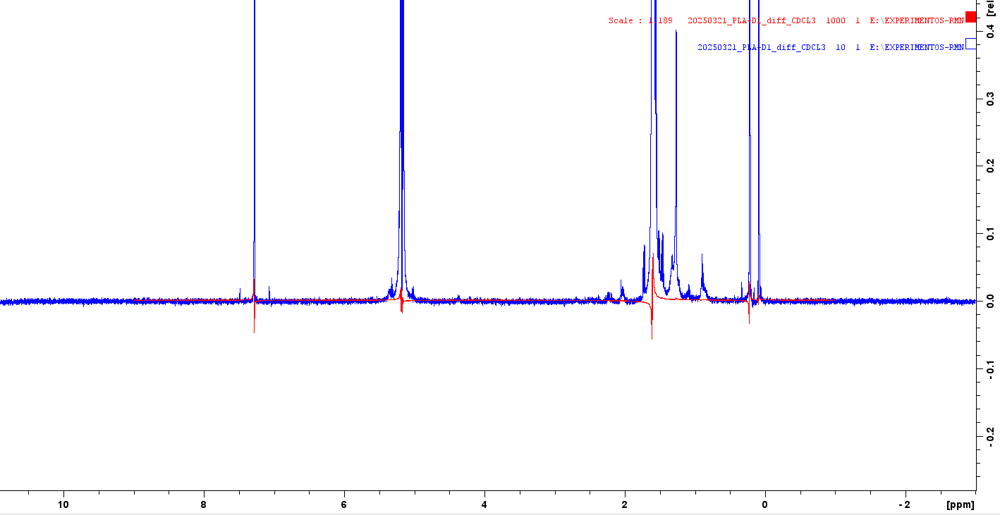 Scale : 1.189 20250321_PLA-D1_diff_CDCL3 1000 1 E:\EXPERIMENTOS-RMN
20250321_PLA-D1_diff_CDCL3 10 1 E:\EXPERIMENTOS-RMN
[rel
0.4
0.3
0.2
0.1
0.0
-0.1
-0.2
10 8 6 4 2 0 -2 [ppm]